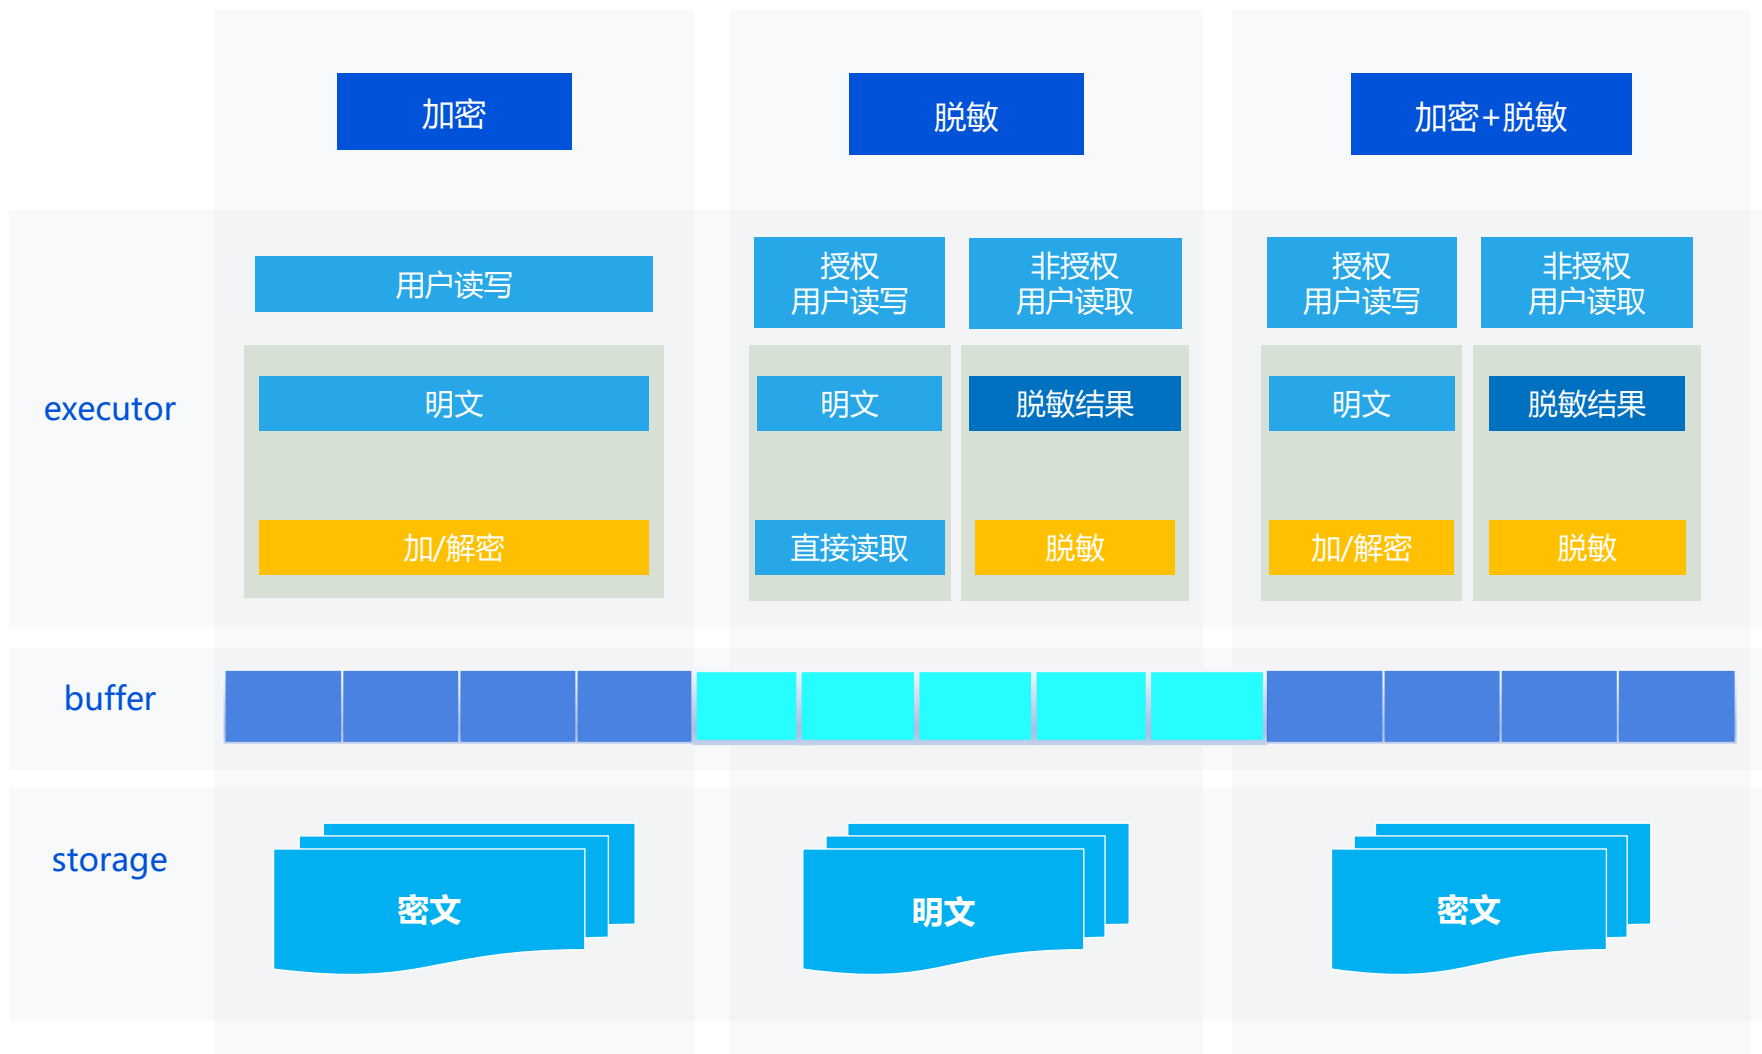 加密
脱敏
加密+脱敏
executor
用户读写
授权
用户读写
非授权
用户读取
授权
用户读写
非授权
用户读取
明文
明文
脱敏结果
明文
脱敏结果
加/解密
直接读取
脱敏
加/解密
脱敏
buffer
storage
密文
明文
密文